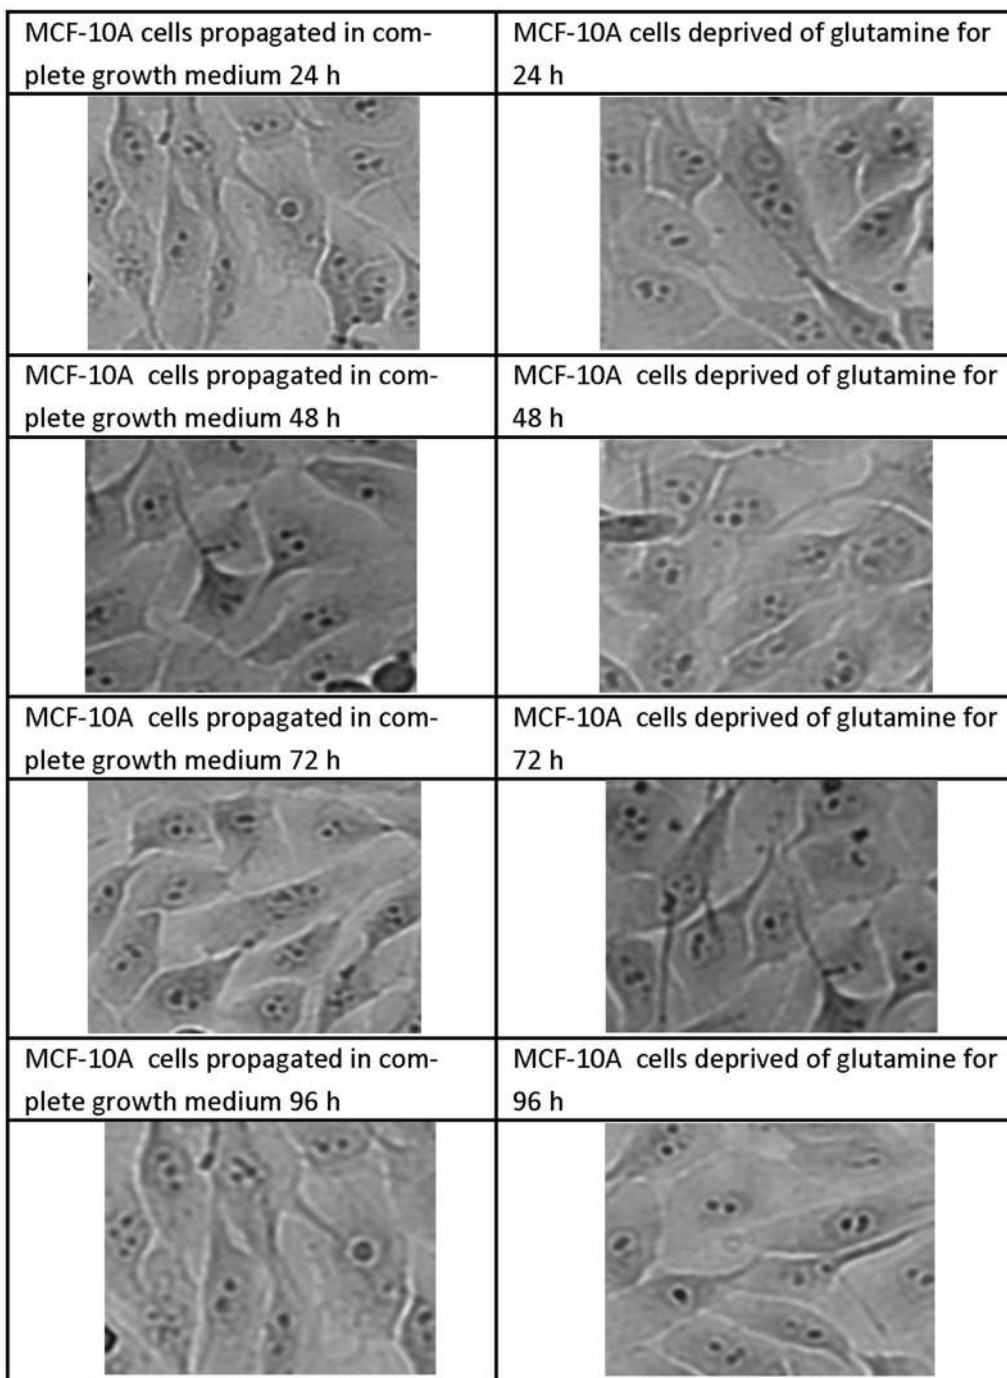 MCF-10A cells propagated in com-
plete growth medium 24 h
MCF-10A cells deprived of glutamine for
24 h
MCF-10A cells propagated in com-
plete growth medium 48 h
MCF-10A cells deprived of glutamine for
48 h
MCF-10A cells propagated in com-
plete growth medium 72 h
MCF-10A cells deprived of glutamine for
72 h
MCF-10A cells propagated in com-
plete growth medium 96 h
MCF-10A cells deprived of glutamine for
96 h